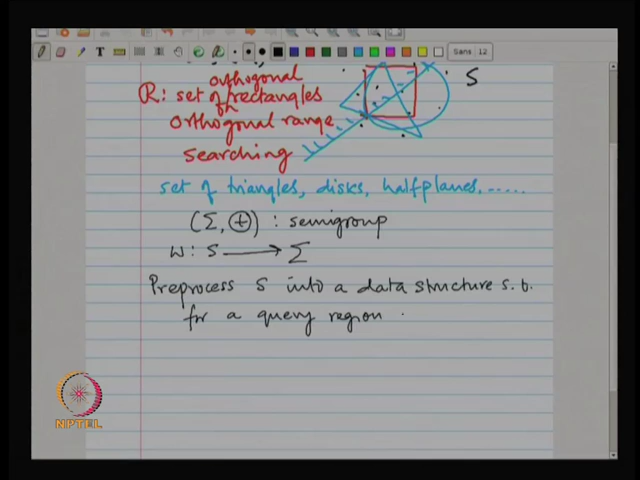 Sans 12
orthogonal
S
R: set of rectangles
or
orthogonal range
searching
set of triangles, disks, halfplanes, ......
(Σ, ⊕) : semigroup
w: S → Σ
Preprocess S into a data structure s.t.
for a query region
NPTEL